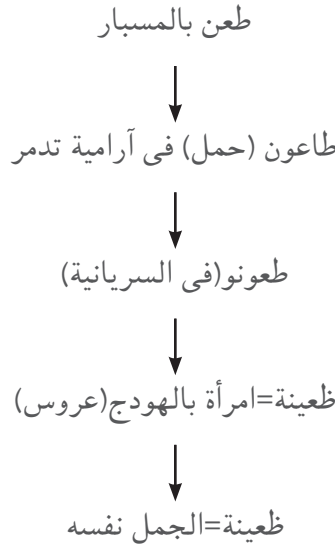 طعن بالمسبار
طاعون (حمل) فى آرامية تدمر
طعونو(فى السريانية)
ظعينة=امرأة بالهودج(عروس)
ظعينة=الجمل نفسه